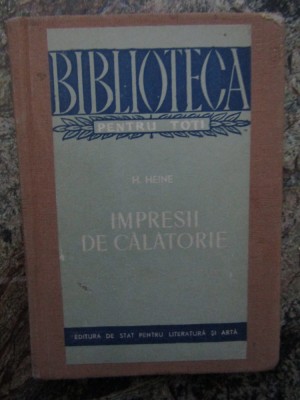 BIBLIOTECA
PENTRU TOȚI
H. HEINE
IMPRESII
DE CĂLĂTORIE
EDITURA DE STAT PENTRU LITERATURĂ ȘI ARTĂ